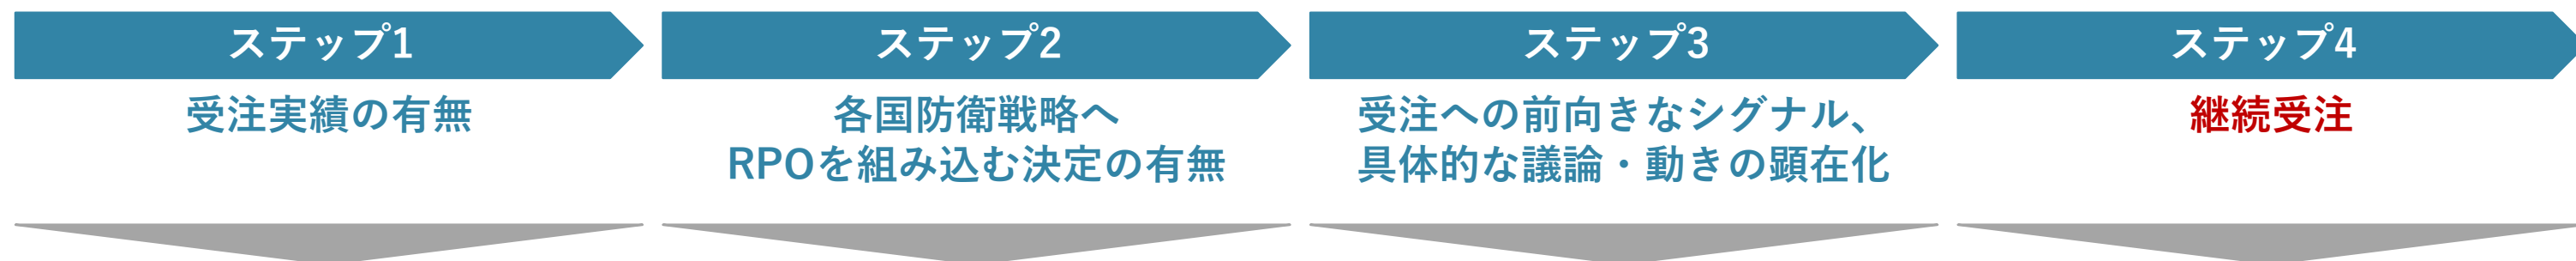 ステップ1
受注実績の有無
ステップ2
各国防衛戦略へ
RPOを組み込む決定の有無
ステップ3
受注への前向きなシグナル、
具体的な議論・動きの顕在化
ステップ4
継続受注